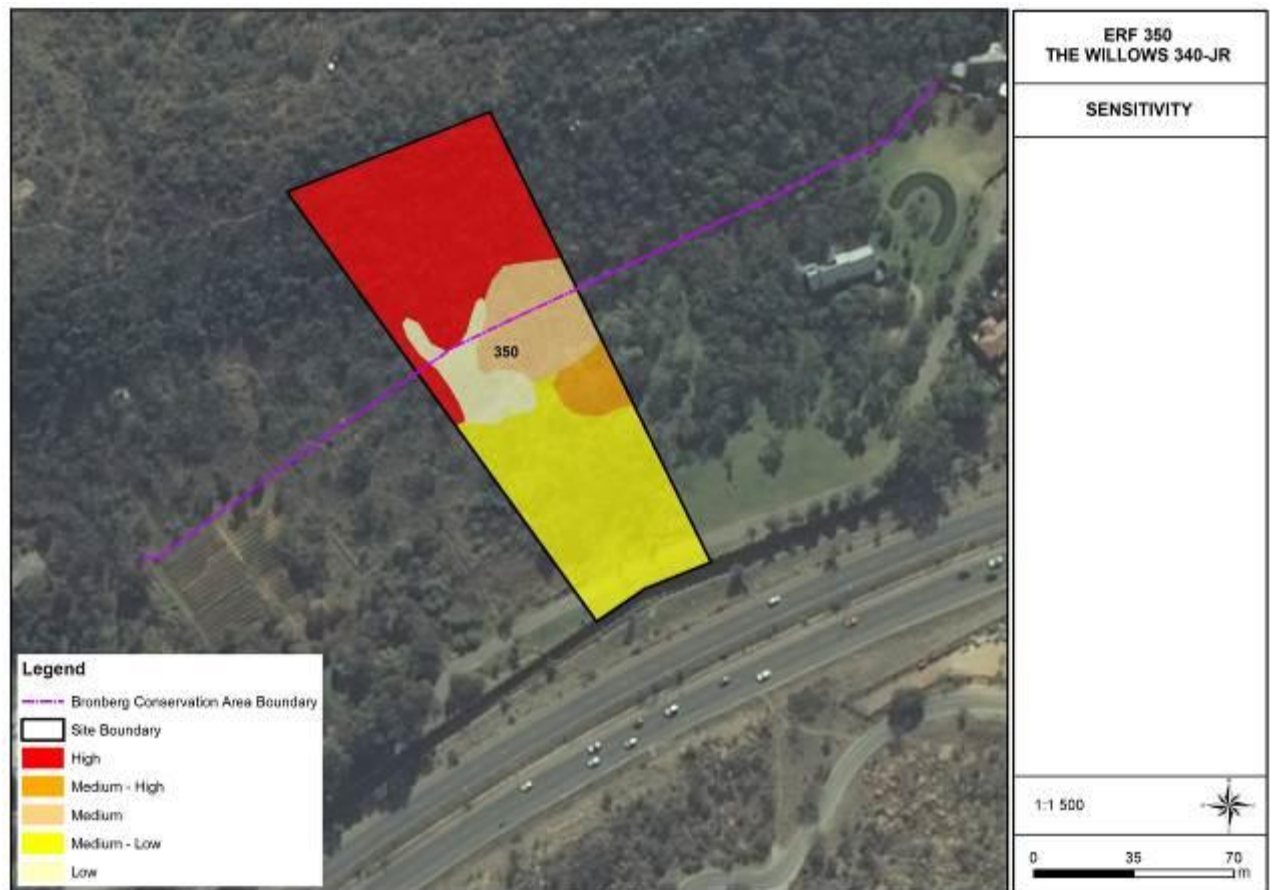 ERF 350
THE WILLOWS 340-JR
SENSITIVITY
350
Legend
Bronberg Conservation Area Boundary
Site Boundary
High
Medium - High
Medium
Medium - Low
Low
1:1 500
0 35 70
m